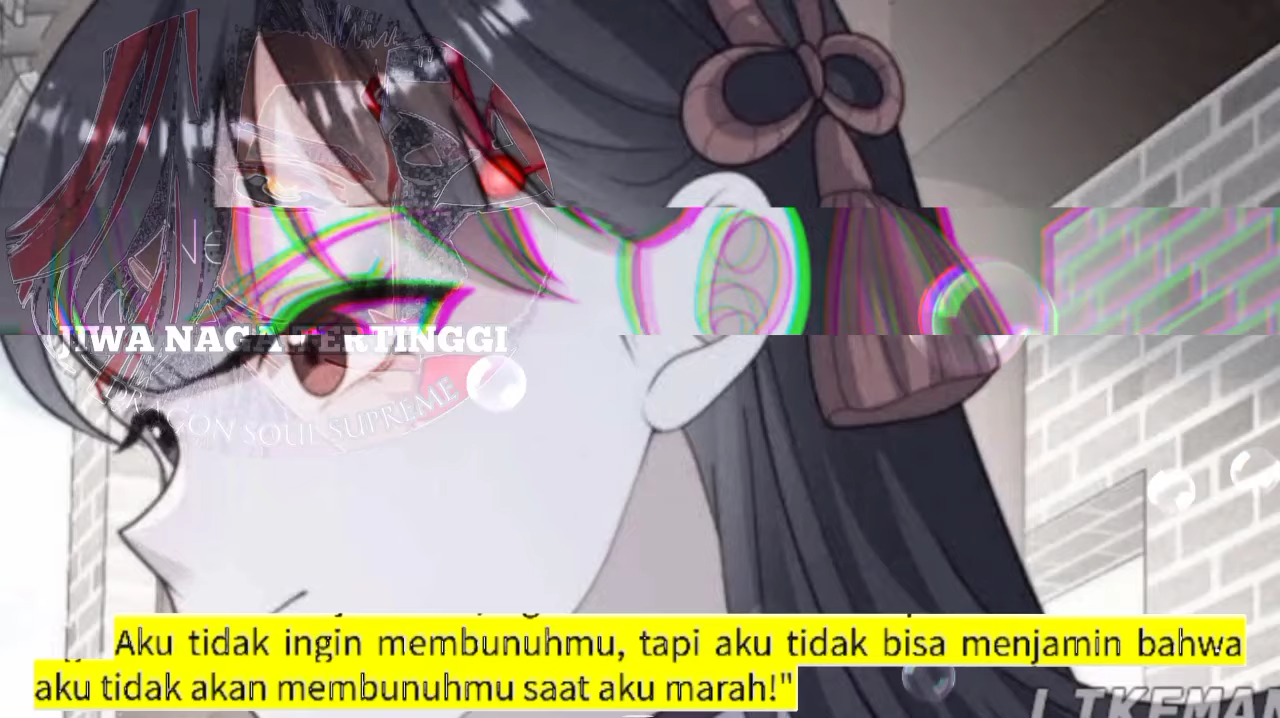 JIWA NAGA TERTINGGI
DRAGON SOUL SUPREME
Aku tidak ingin membunuhmu, tapi aku tidak bisa menjamin bahwa
aku tidak akan membunuhmu saat aku marah!"